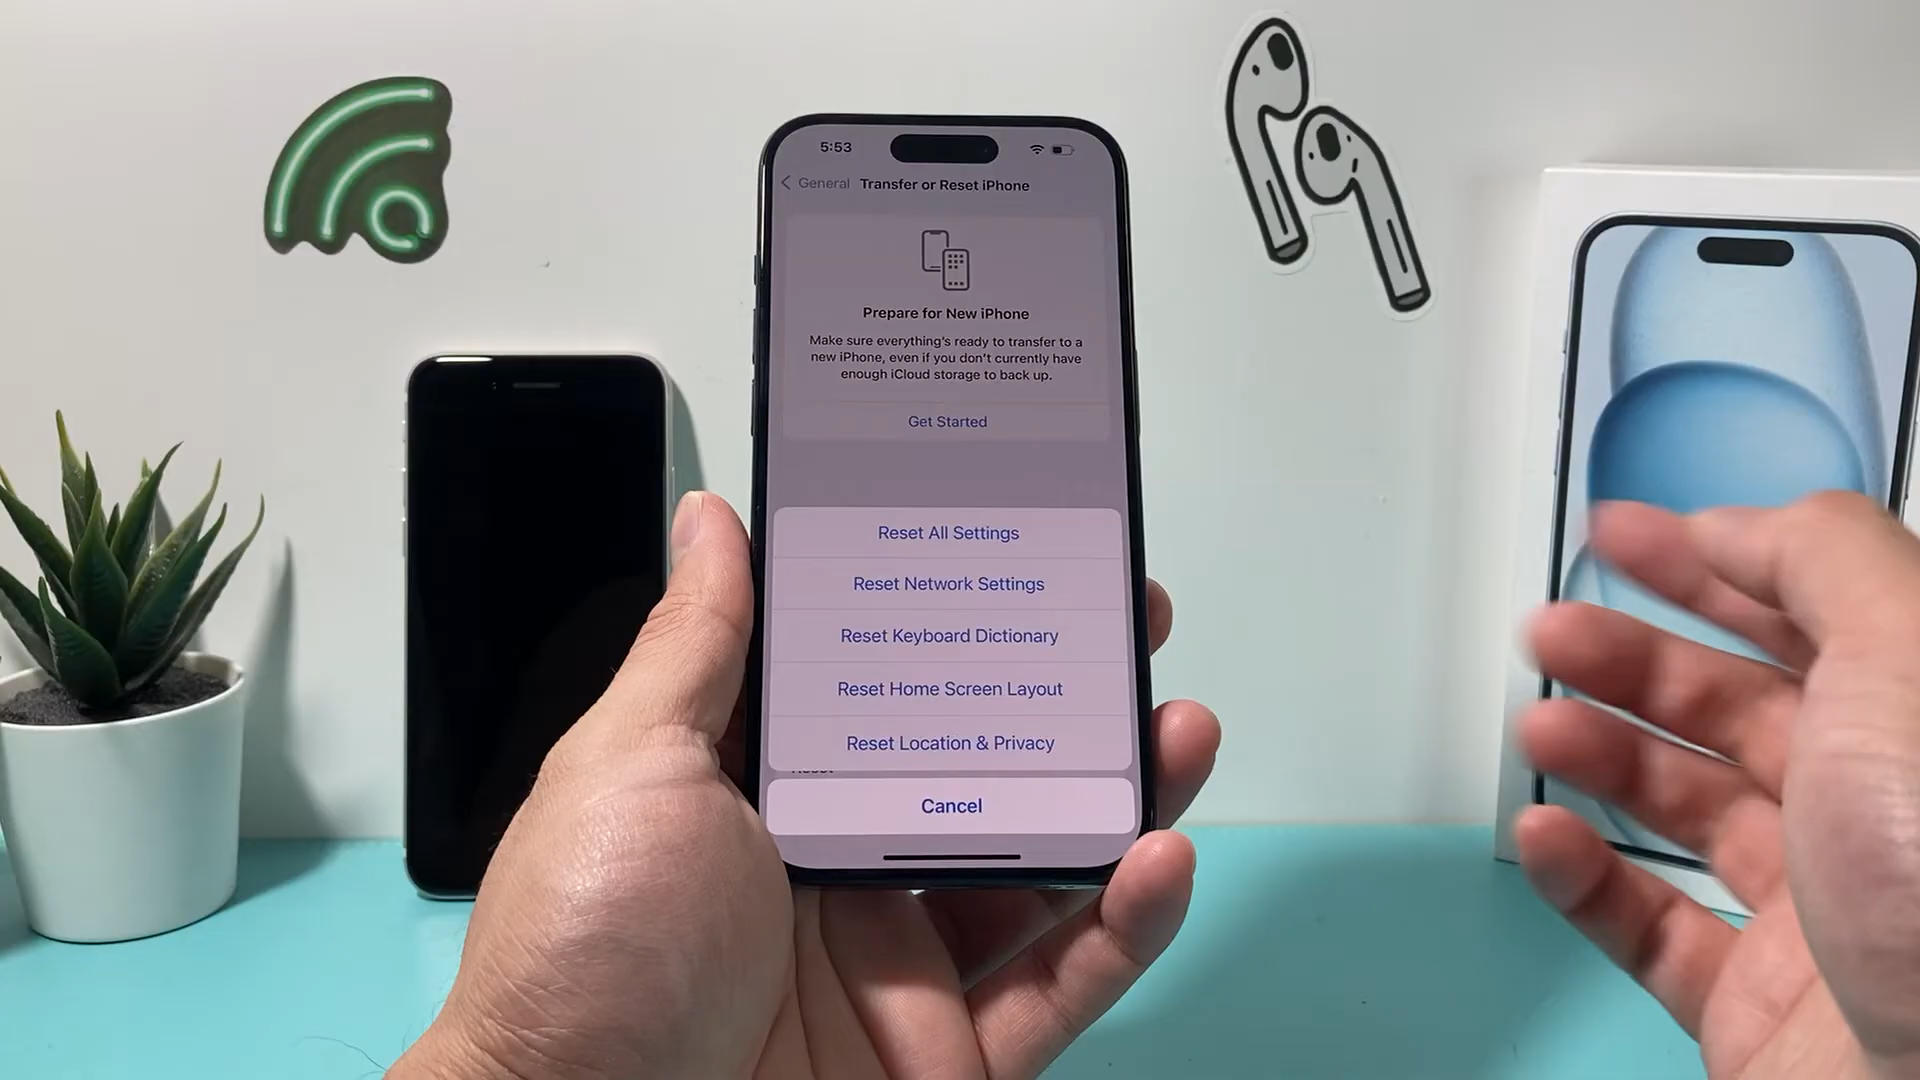 5:53
General Transfer or Reset iPhone
Prepare for New iPhone
Make sure everything's ready to transfer to a
new iPhone, even if you don't currently have
enough iCloud storage to back up.
Get Started
Reset All Settings
Reset Network Settings
Reset Keyboard Dictionary
Reset Home Screen Layout
Reset Location & Privacy
Reset
Cancel